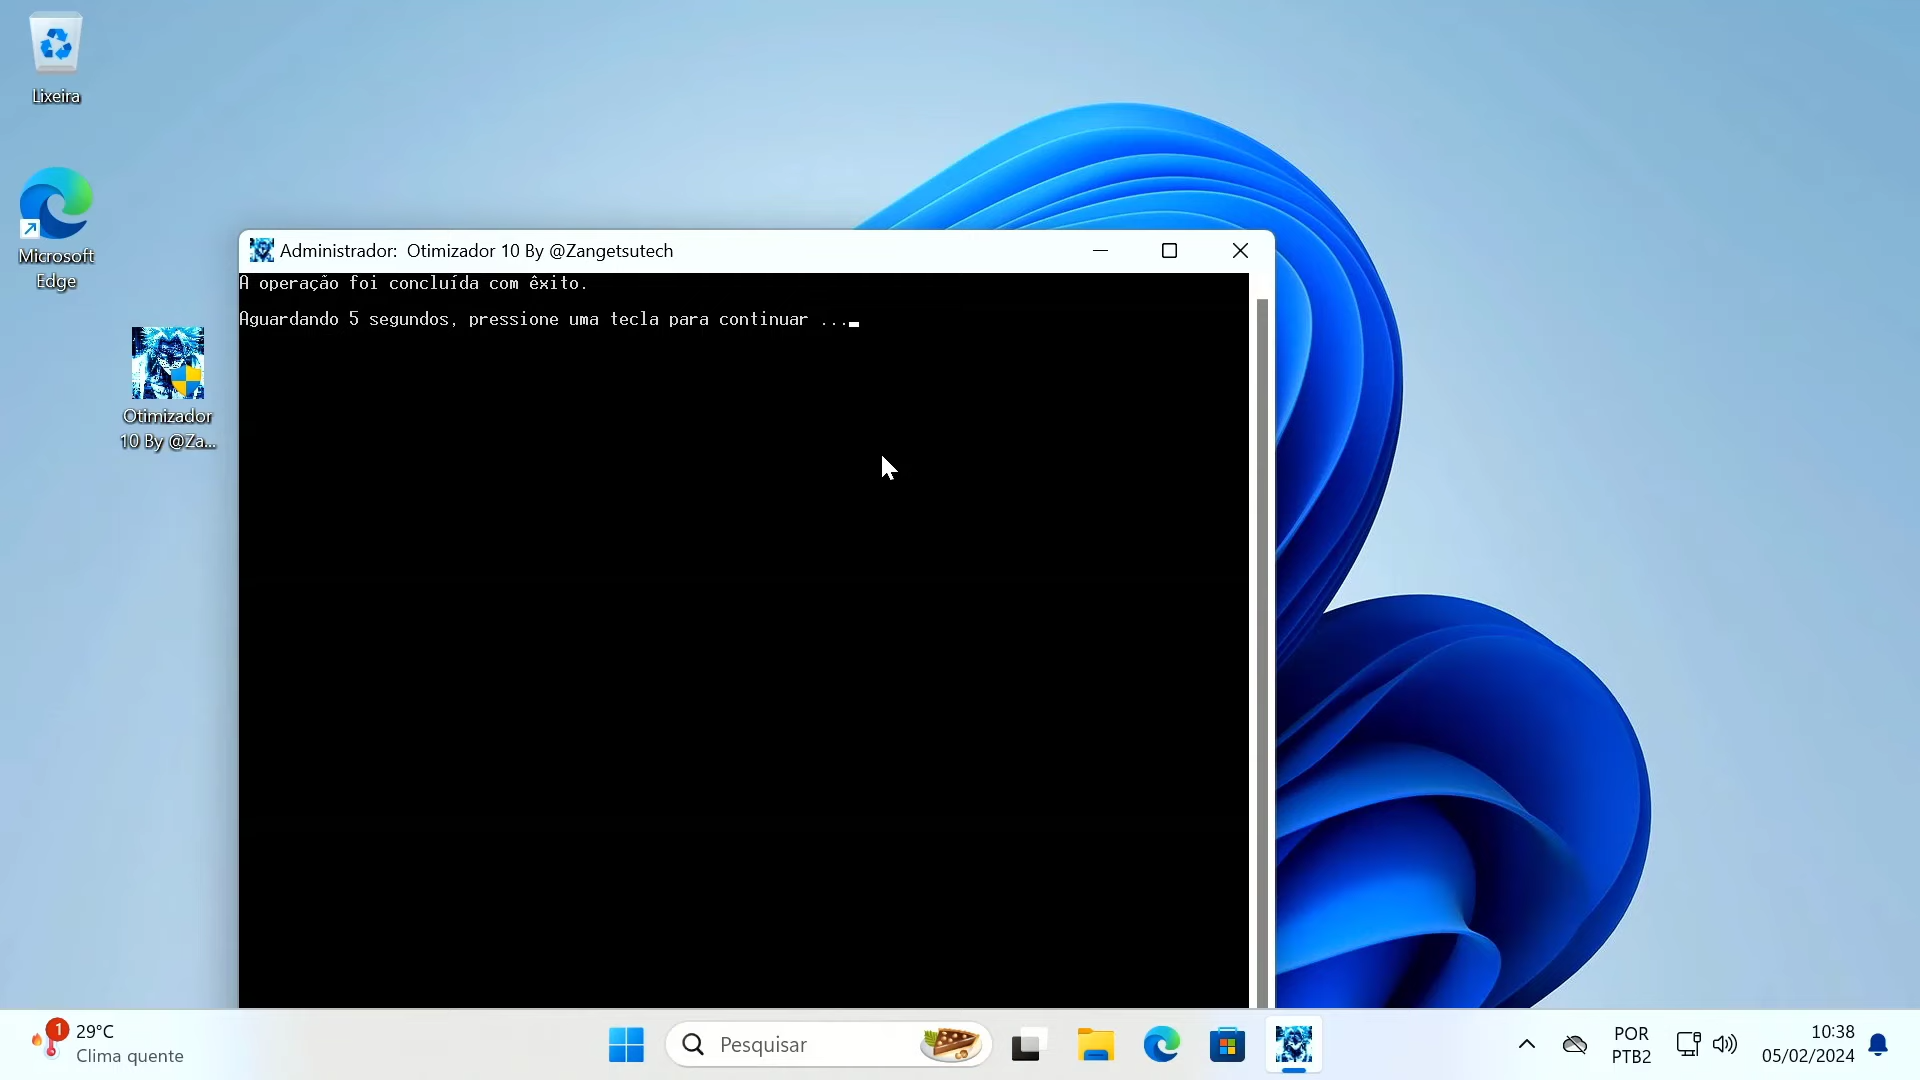 Lixeira
Microsoft
Edge
Otimizador
10 By @Za...
Administrador: Otimizador 10 By @Zangetsutech
A operação foi concluída com êxito.
Aguardando 5 segundos, pressione uma tecla para continuar ...
1
29°C
Clima quente
Pesquisar
POR
PTB2
10:38
05/02/2024